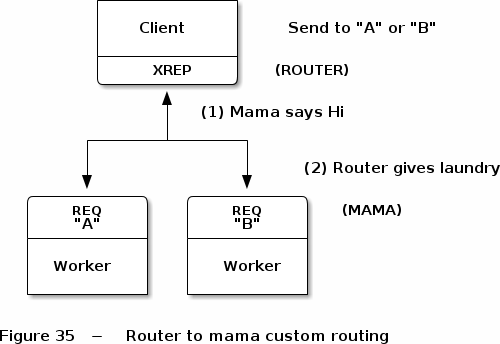 Client Send to "A" or "B"
XREP (ROUTER)
(1) Mama says Hi
(2) Router gives laundry
REQ REQ (MAMA)
"A" "B"
Worker Worker
Figure 35 – Router to mama custom routing